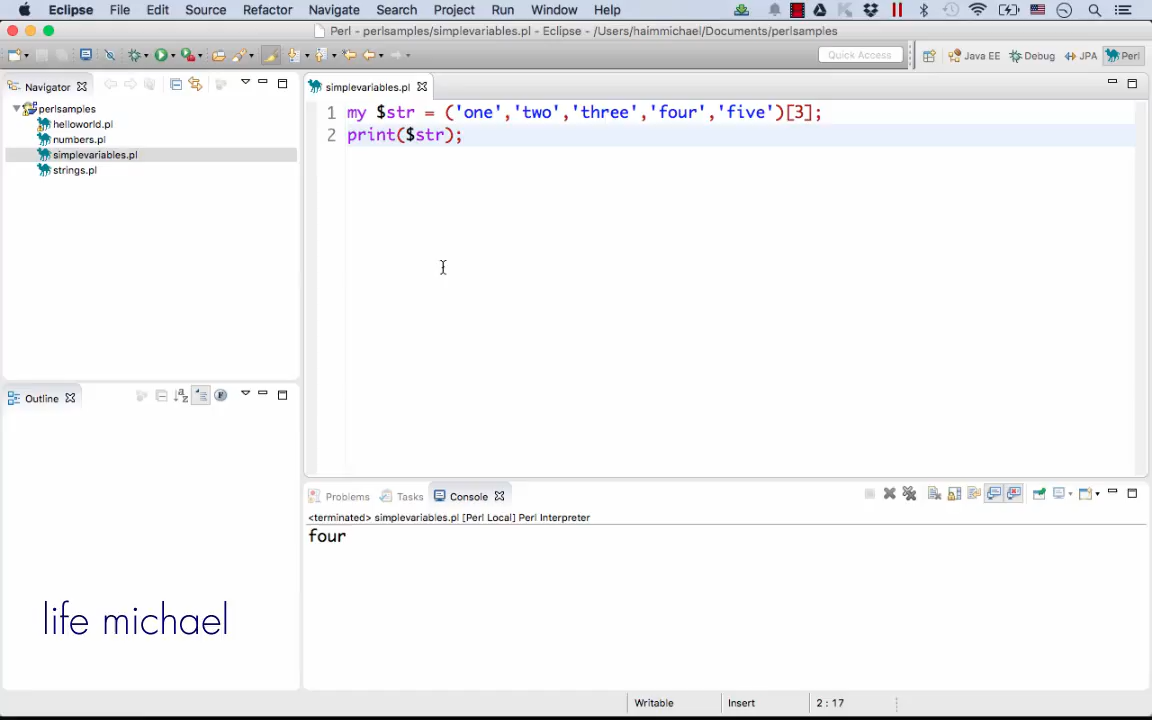 Eclipse File Edit Source Refactor Navigate Search Project Run Window Help
Perl - perlsamples/simplevariables.pl - Eclipse - /Users/haimmichael/Documents/perlsamples
Quick Access Java EE Debug JPA Perl
Navigator
perlsamples
helloworld.pl
numbers.pl
simplevariables.pl
strings.pl
simplevariables.pl
1 my $str = ('one','two','three','four','five')[3];
2 print($str);
Outline
life michael
Problems Tasks Console
<terminated> simplevariables.pl [Perl Local] Perl Interpreter
four
Writable Insert 2 : 17